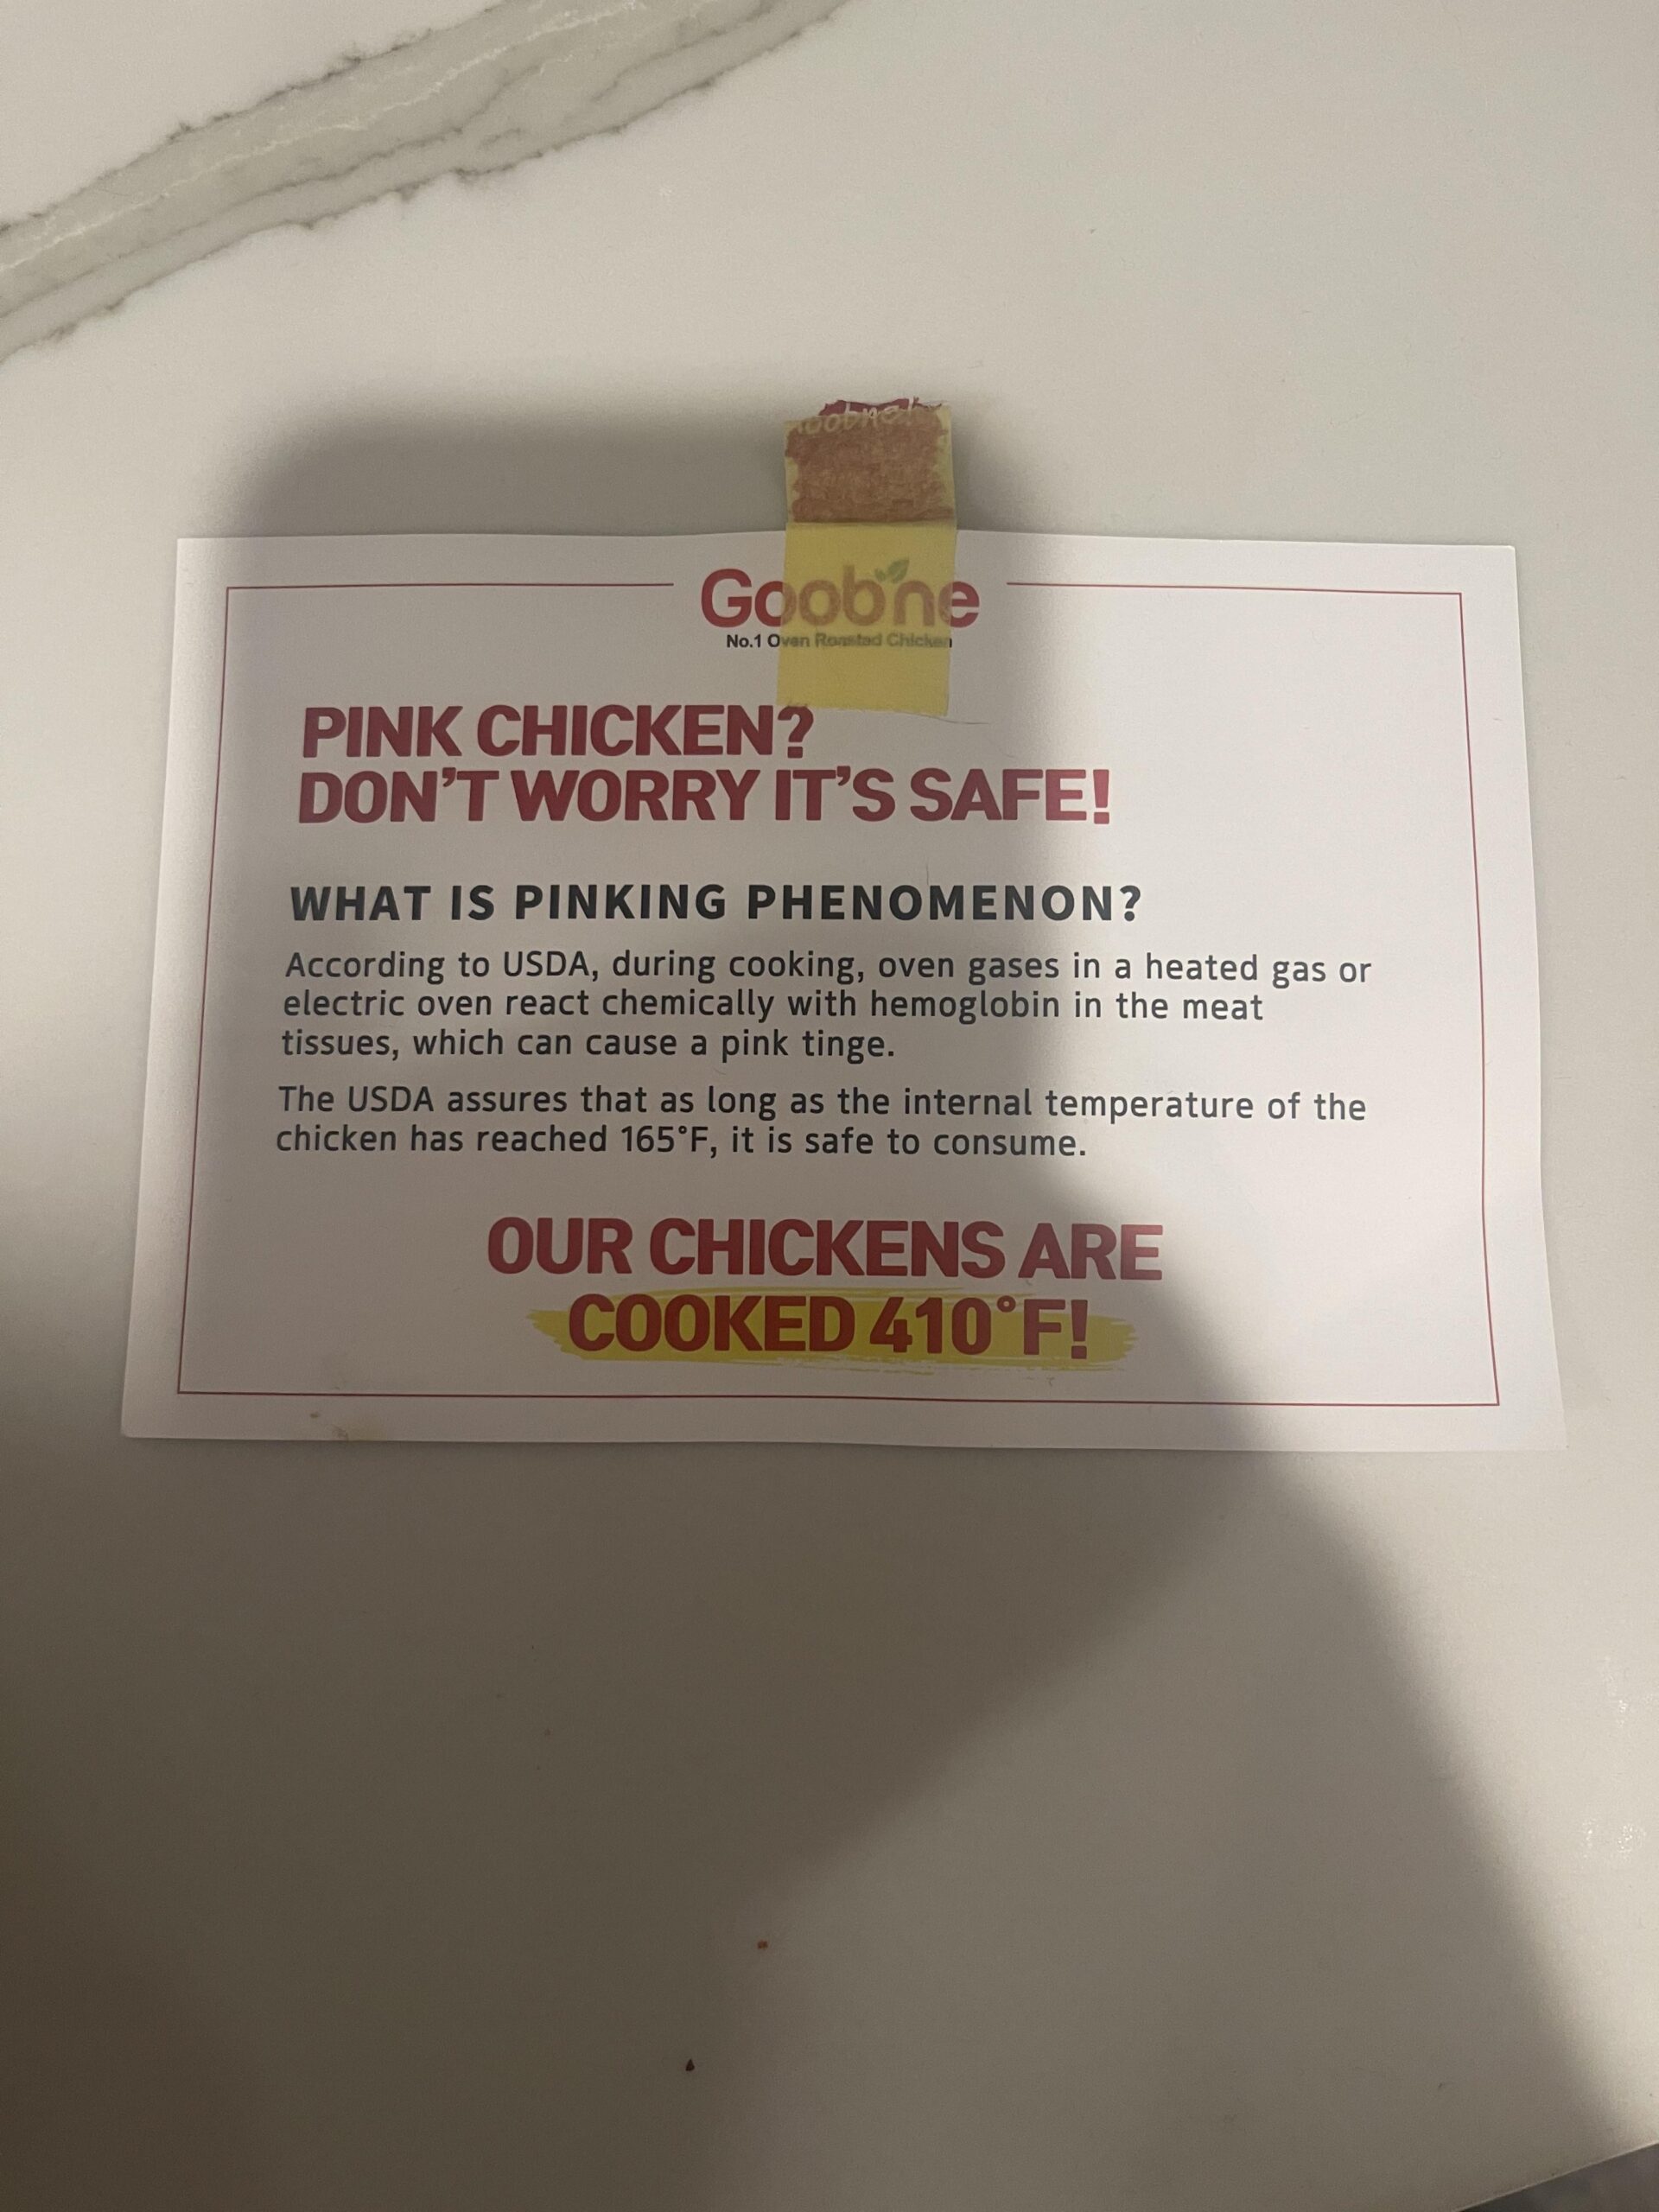 Goobne
No.1 Oven Roasted Chicken
PINK CHICKEN?
DON'T WORRY IT'S SAFE!
WHAT IS PINKING PHENOMENON?
According to USDA, during cooking, oven gases in a heated gas or
electric oven react chemically with hemoglobin in the meat
tissues, which can cause a pink tinge.
The USDA assures that as long as the internal temperature of the
chicken has reached 165°F, it is safe to consume.
OUR CHICKENS ARE
COOKED 410°F!